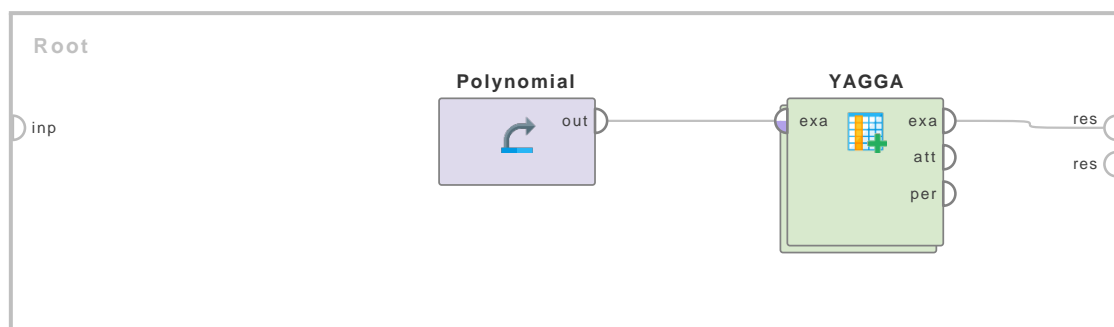 Root
Polynomial
YAGGA
inp
out
exa
exa
res
att
res
per